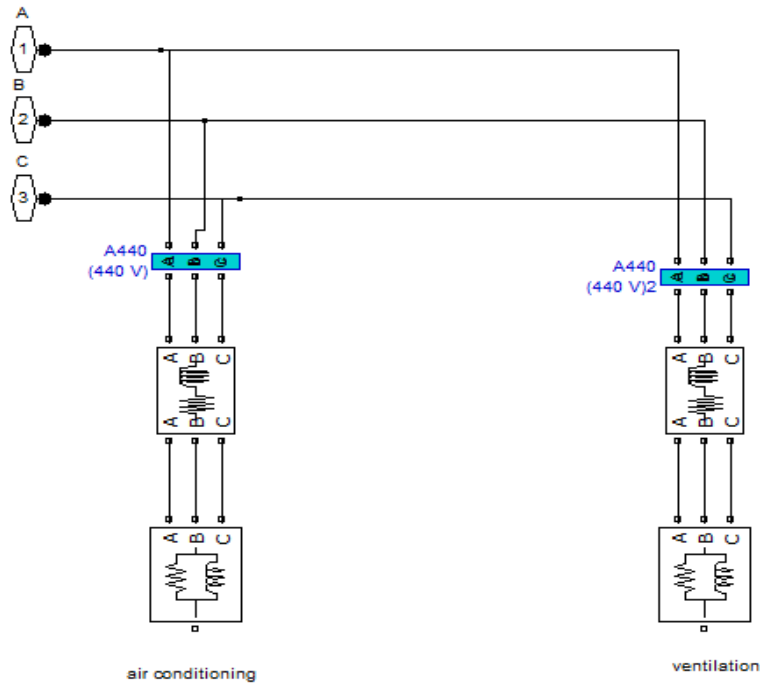 A
1
B
2
C
3
A440
(440 V)
A B C
A440
(440 V)2
A B C
A B C
A B C
A B C
A B C
A B C
A B C
air conditioning
ventilation